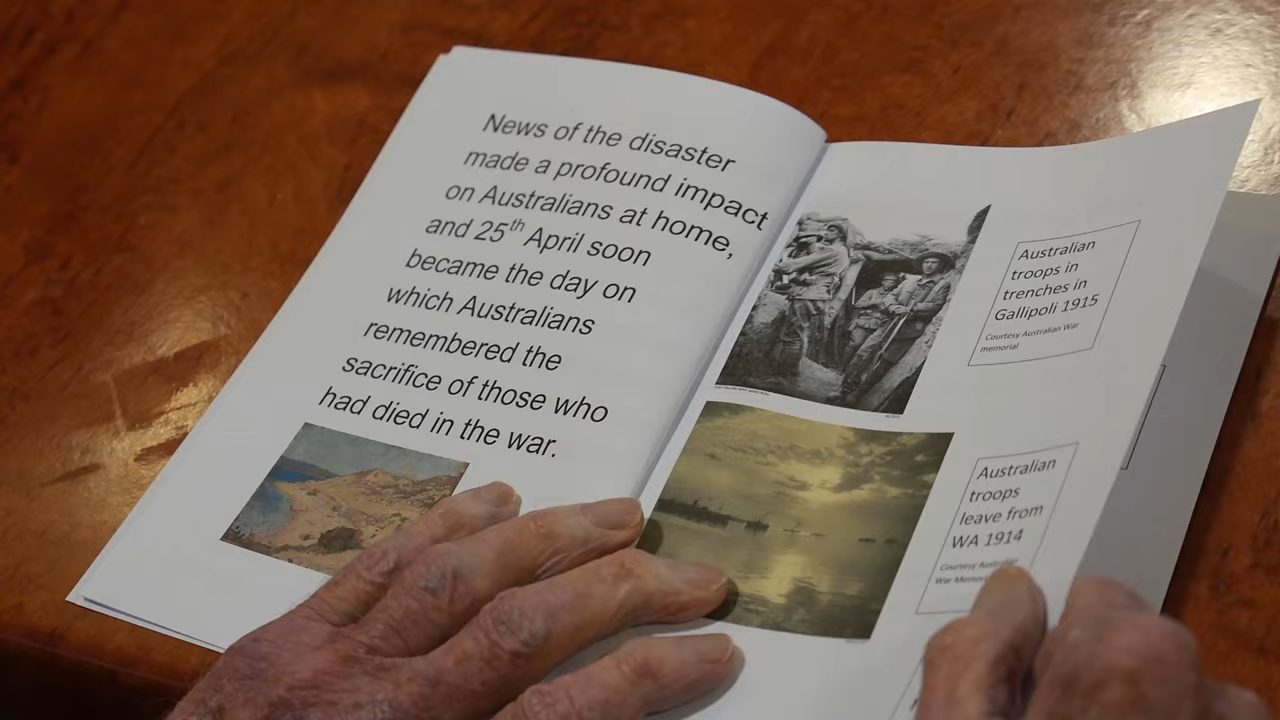 News of the disaster
made a profound impact
on Australians at home,
and 25th April soon
became the day on
which Australians
remembered the
sacrifice of those who
had died in the war.
Australian
troops in
trenches in
Gallipoli 1915
Courtesy Australian War
memorial
Australian
troops
leave from
WA 1914
Courtesy
War